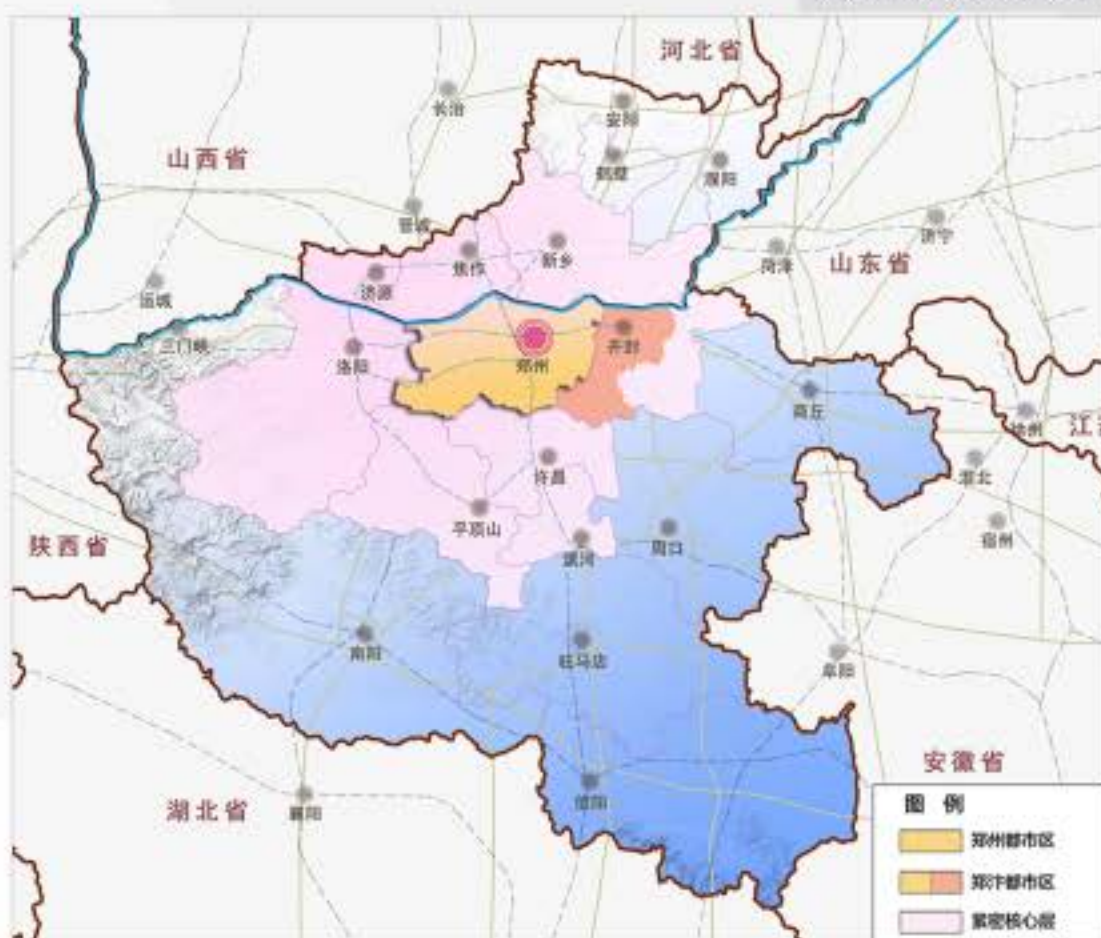 河北省
长治
安阳
山西省
鹤壁
濮阳
晋城
济宁
焦作
新乡
菏泽
山东省
运城
济源
三门峡
洛阳
郑州
开封
商丘
徐州
江苏
许昌
淮北
平顶山
宿州
陕西省
漯河
周口
南阳
驻马店
阜阳
安徽省
信阳
湖北省
襄阳
图 例
郑州都市区
郑汴都市区
紧密核心层